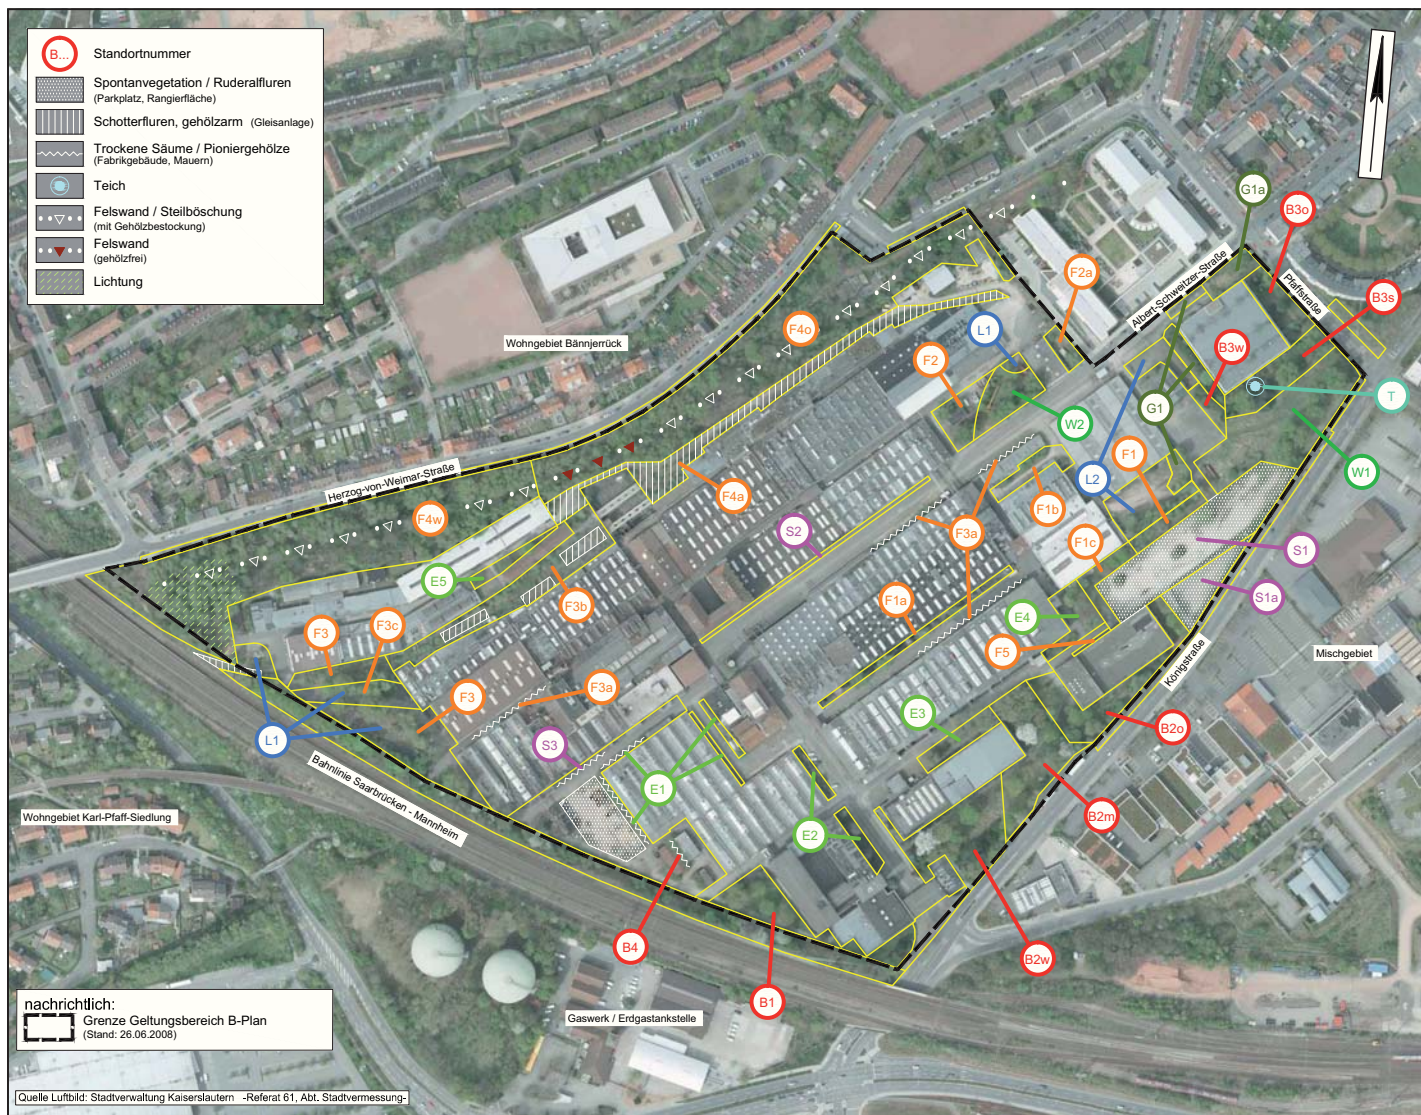 B...
Standortnummer
Spontanvegetation / Ruderalfluren
(Parkplatz, Rangierfläche)
Schotterfluren, gehölzarm (Gleisanlage)
Trockene Säume / Pioniergehölze
(Fabrikgebäude, Mauern)
Teich
Felswand / Steilböschung
(mit Gehölzbestockung)
Felswand
(gehölzfrei)
Lichtung
G1a
B3o
F2a
Albert-Schweitzer-Straße
Pfaffstraße
B3s
F4o
L1
Wohngebiet Bännjerrück
B3w
F2
T
G1
W2
F1
W1
Herzog-von-Weimar-Straße
L2
F4a
F1b
F4w
S2
F3a
F1c
S1
E5
S1a
F3b
F1a
E4
F3
F3c
F5
Mischgebiet
Königstraße
F3
F3a
E3
B2o
L1
S3
Bahnlinie Saarbrücken - Mannheim
E1
B2m
Wohngebiet Karl-Pfaff-Siedlung
E2
B4
B2w
B1
nachrichtlich:
Grenze Geltungsbereich B-Plan
(Stand: 26.06.2008)
Gaswerk / Erdgastankstelle
Quelle Luftbild: Stadtverwaltung Kaiserslautern -Referat 61, Abt. Stadtvermessung-